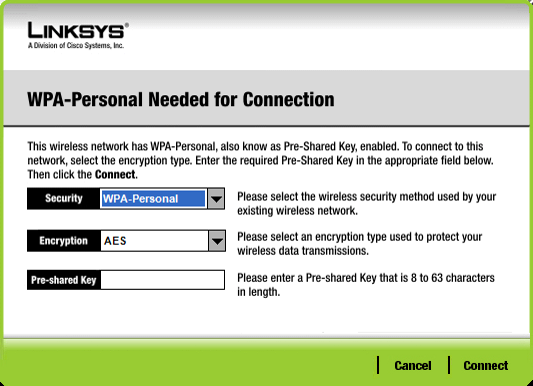 LINKSYS®
A Division of Cisco Systems, Inc.
WPA-Personal Needed for Connection
This wireless network has WPA-Personal, also know as Pre-Shared Key, enabled. To connect to this
network, select the encryption type. Enter the required Pre-Shared Key in the appropriate field below.
Then click the Connect.
Security WPA-Personal Please select the wireless security method used by your
existing wireless network.
Encryption AES Please select an encryption type used to protect your
wireless data transmissions.
Pre-shared Key Please enter a Pre-shared Key that is 8 to 63 characters
in length.
Cancel Connect